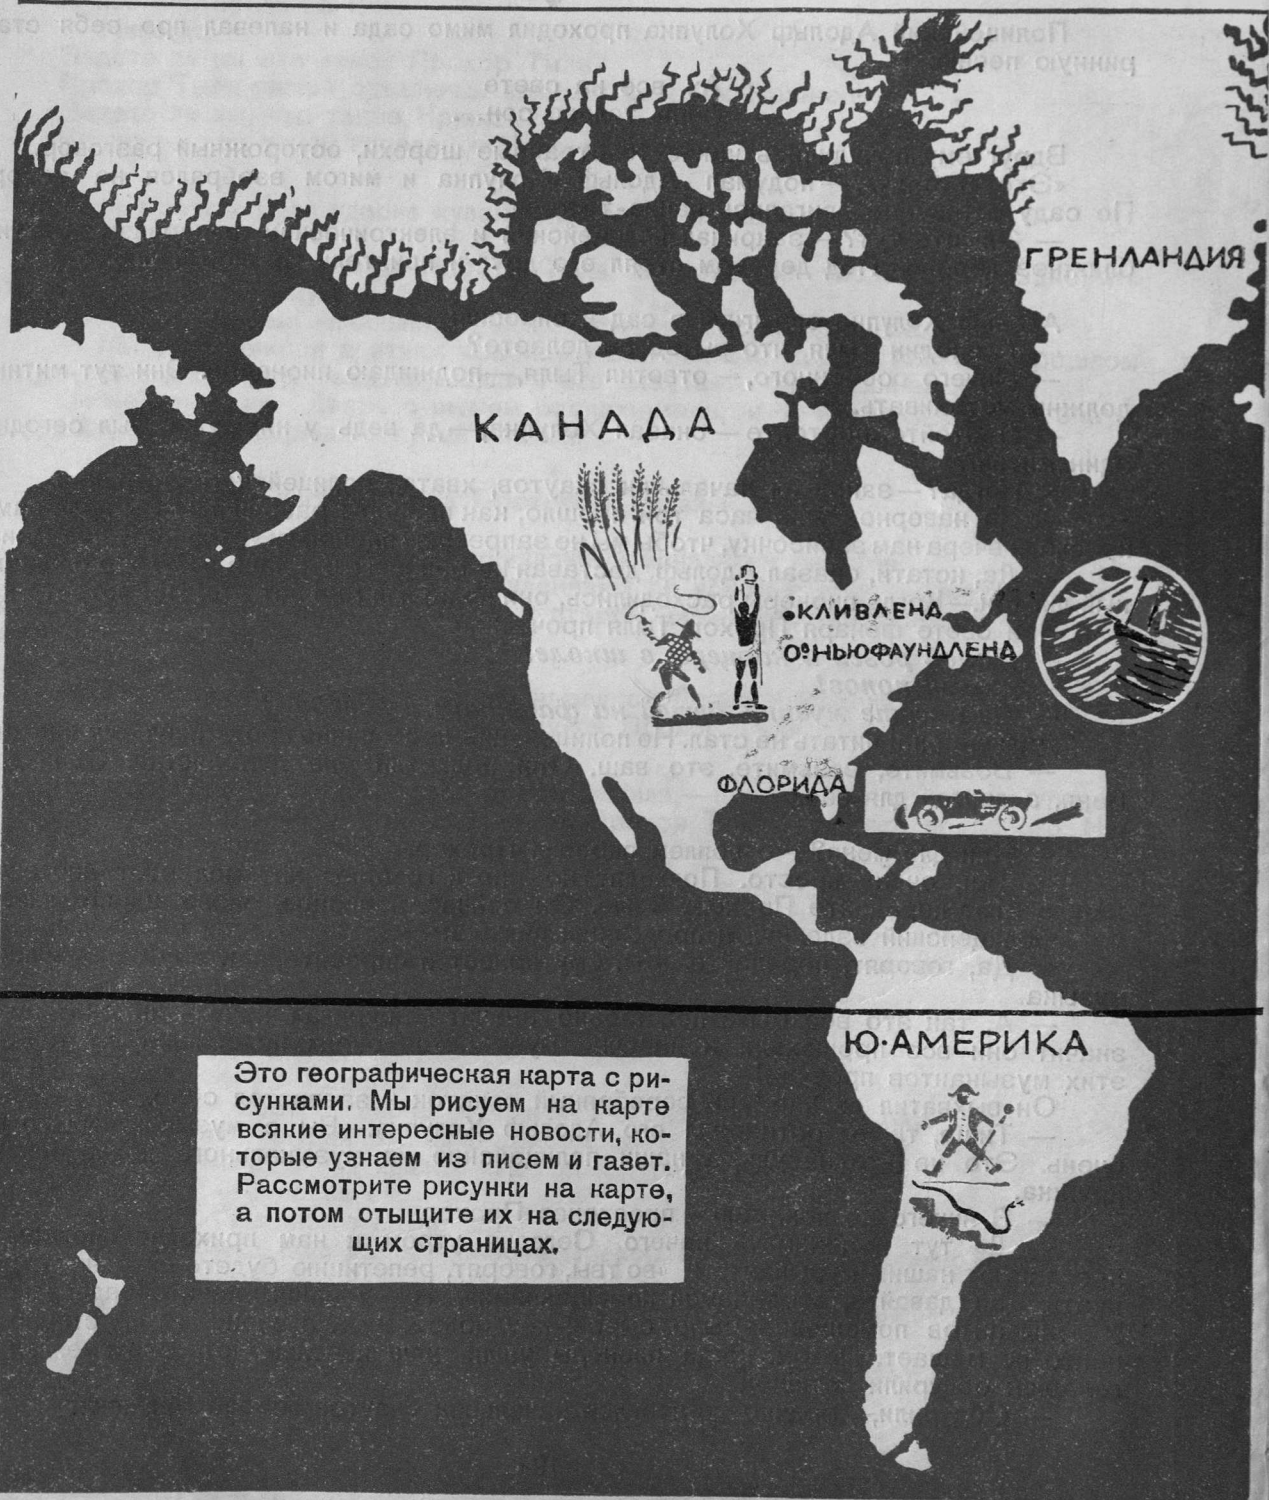 ГРЕНЛАНДИЯ
КАНАДА
КЛИВЛЕНД
О° НЬЮФАУНДЛЕНД
ФЛОРИДА
Ю·АМЕРИКА
Это географическая карта с ри-
сунками. Мы рисуем на карте
всякие интересные новости, ко-
торые узнаем из писем и газет.
Рассмотрите рисунки на карте,
а потом отыщите их на следую-
щих страницах.